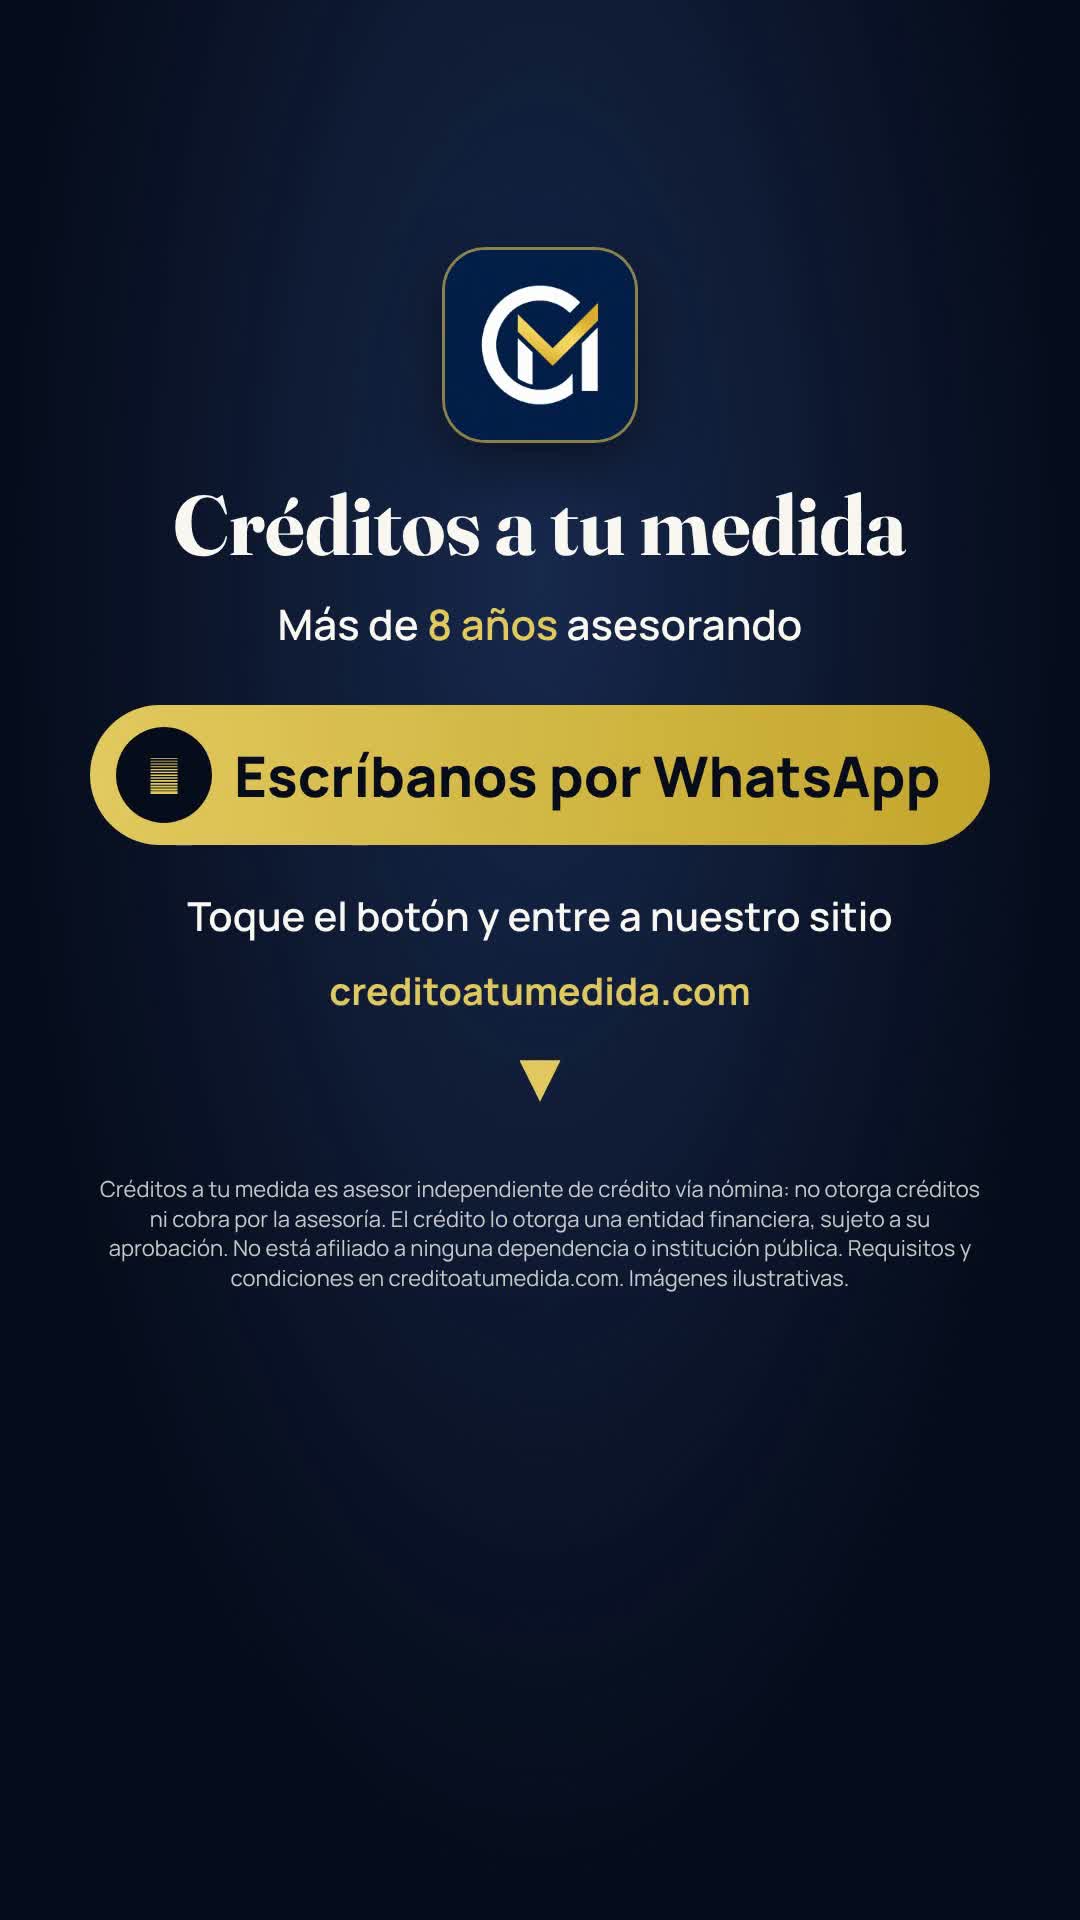 Créditos a tu medida
Más de 8 años asesorando
Escríbanos por WhatsApp
Toque el botón y entre a nuestro sitio
creditoatumedida.com
Créditos a tu medida es asesor independiente de crédito vía nómina: no otorga créditos
ni cobra por la asesoría. El crédito lo otorga una entidad financiera, sujeto a su
aprobación. No está afiliado a ninguna dependencia o institución pública. Requisitos y
condiciones en creditoatumedida.com. Imágenes ilustrativas.